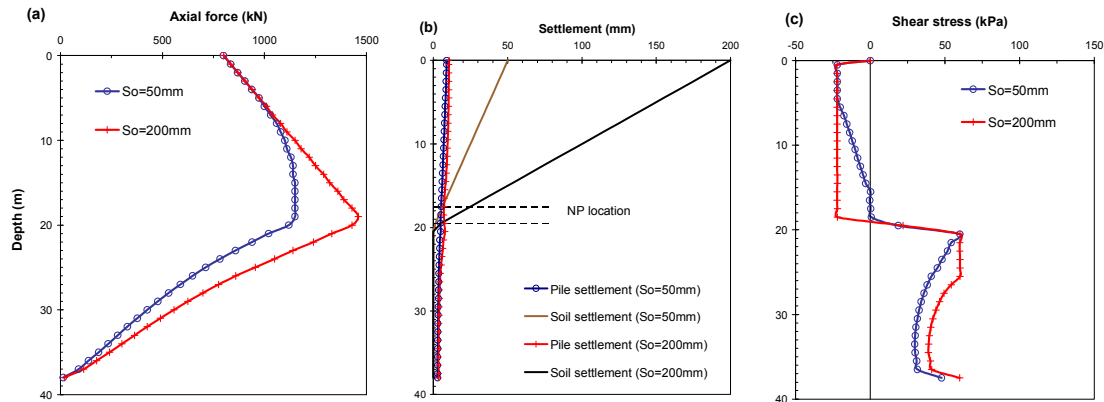 (a)
Axial force (kN)
0 500 1000 1500
0
10
20
30
40
Depth (m)
So=50mm
So=200mm
(b)
Settlement (mm)
0 50 100 150 200
0
10
20
30
40
NP location
Pile settlement (So=50mm)
Soil settlement (So=50mm)
Pile settlement (So=200mm)
Soil settlement (So=200mm)
(c)
Shear stress (kPa)
-50 0 50 100 150
0
10
20
30
40
So=50mm
So=200mm